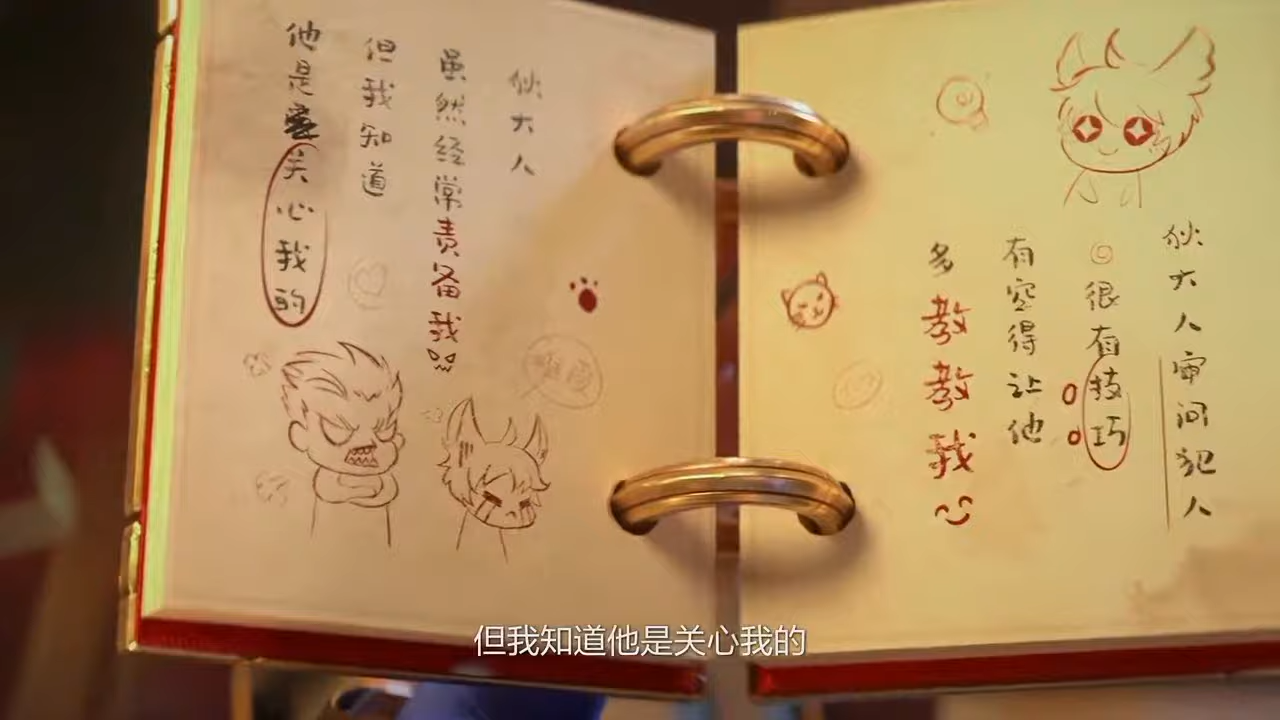 伙大人审问犯人
很有技巧
有空得让他
多教教我
伙大人
虽然经常责备我
但我知道
他是关心我的
但我知道他是关心我的